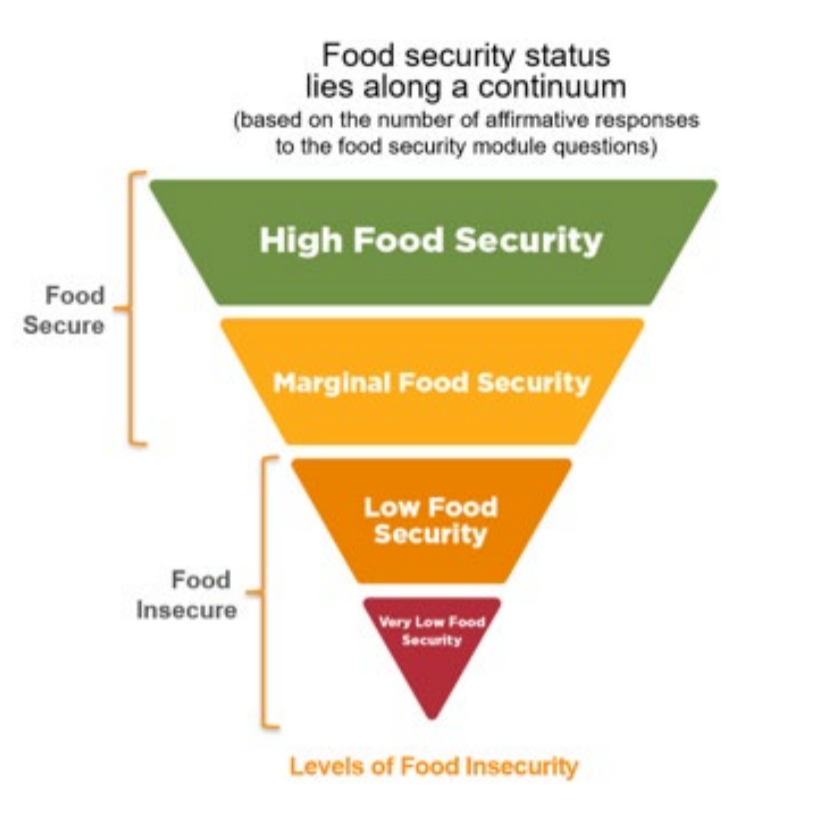 Food security status
lies along a continuum
(based on the number of affirmative responses
to the food security module questions)
High Food Security
Food
Secure
Marginal Food Security
Low Food
Security
Food
Insecure
Very Low Food
Security
Levels of Food Insecurity